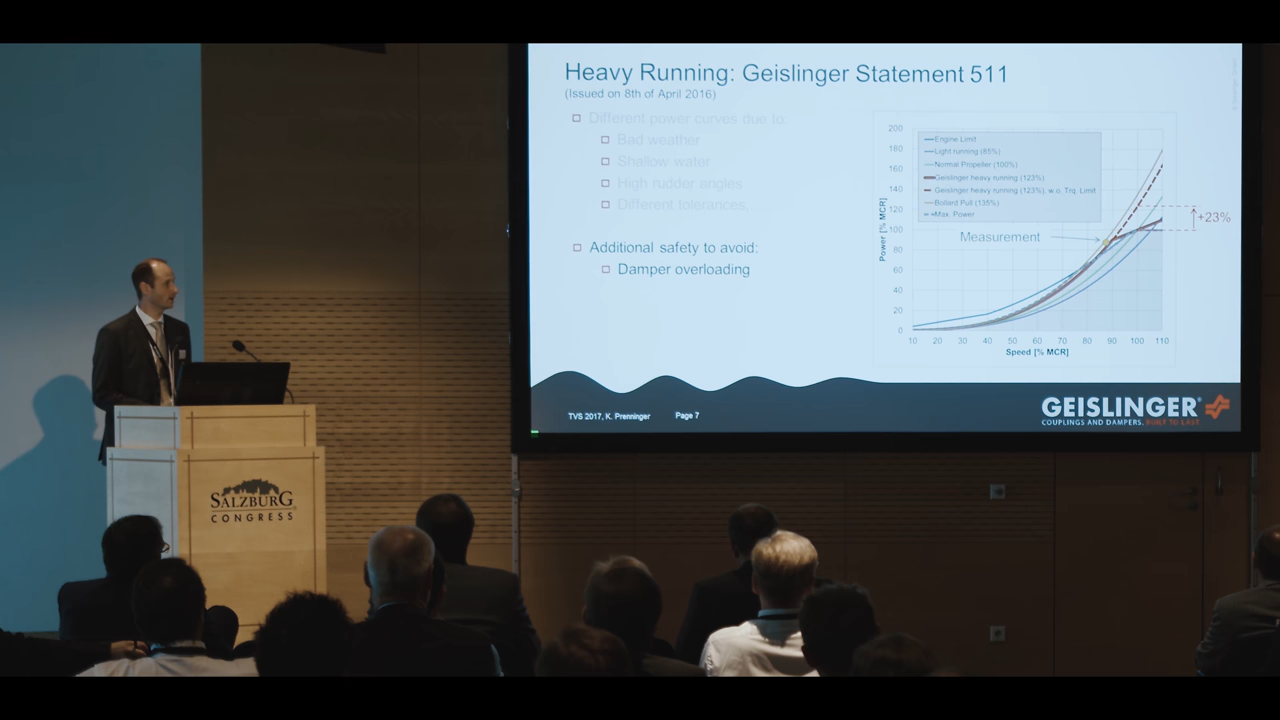 Heavy Running: Geislinger Statement 511
(Issued on 8th of April 2016)
Different power curves due to
Bad weather
Shallow water
High rudder angles
Different tolerances,
Additional safety to avoid:
Damper overloading
Power [% MCR]
200
180
160
140
120
100
80
60
40
20
0
Engine Limit
Light running (85%)
Normal Propeller (100%)
Geislinger heavy running (123%)
Geislinger heavy running (123%), w.o. Trq. Limit
Bollard Pull (135%)
Max. Power
Measurement
+23%
10 20 30 40 50 60 70 80 90 100 110
Speed [% MCR]
TVS 2017, K. Prenninger Page 7
GEISLINGER®
COUPLINGS AND DAMPERS. BUILT TO LAST
SALZBURG
CONGRESS